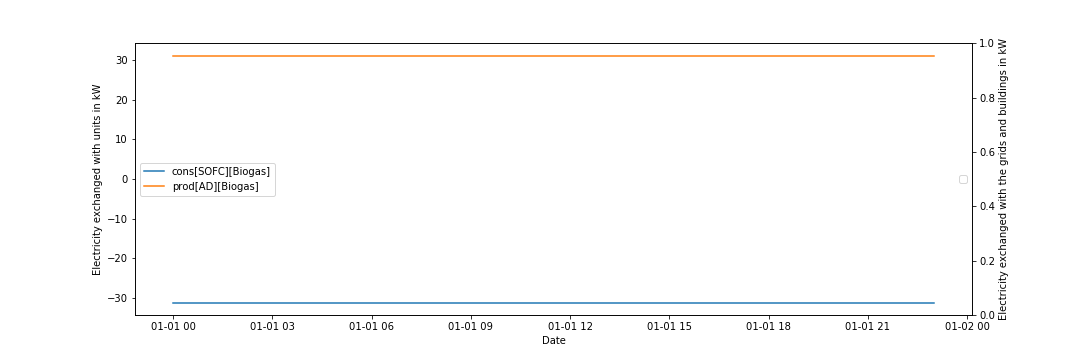 Electricity exchanged with units in kW
30
20
10
0
−10
−20
−30
cons[SOFC][Biogas]
prod[AD][Biogas]
1.0
0.8
0.6
0.4
0.2
0.0
Electricity exchanged with the grids and buildings in kW
01-01 00 01-01 03 01-01 06 01-01 09 01-01 12 01-01 15 01-01 18 01-01 21 01-02 00
Date